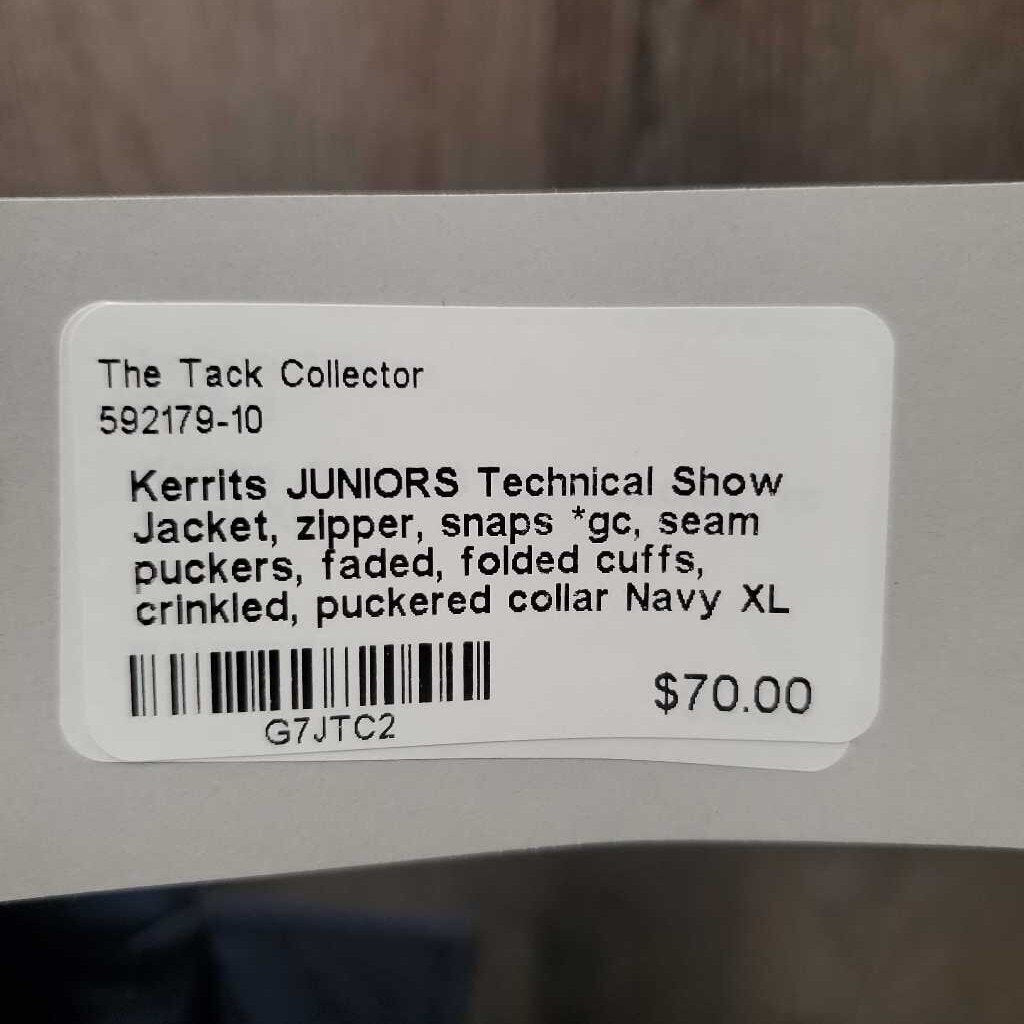 The Tack Collector
592179-10
Kerrits JUNIORS Technical Show
Jacket, zipper, snaps *gc, seam
puckers, faded, folded cuffs,
crinkled, puckered collar Navy XL
$70.00
G7JTC2